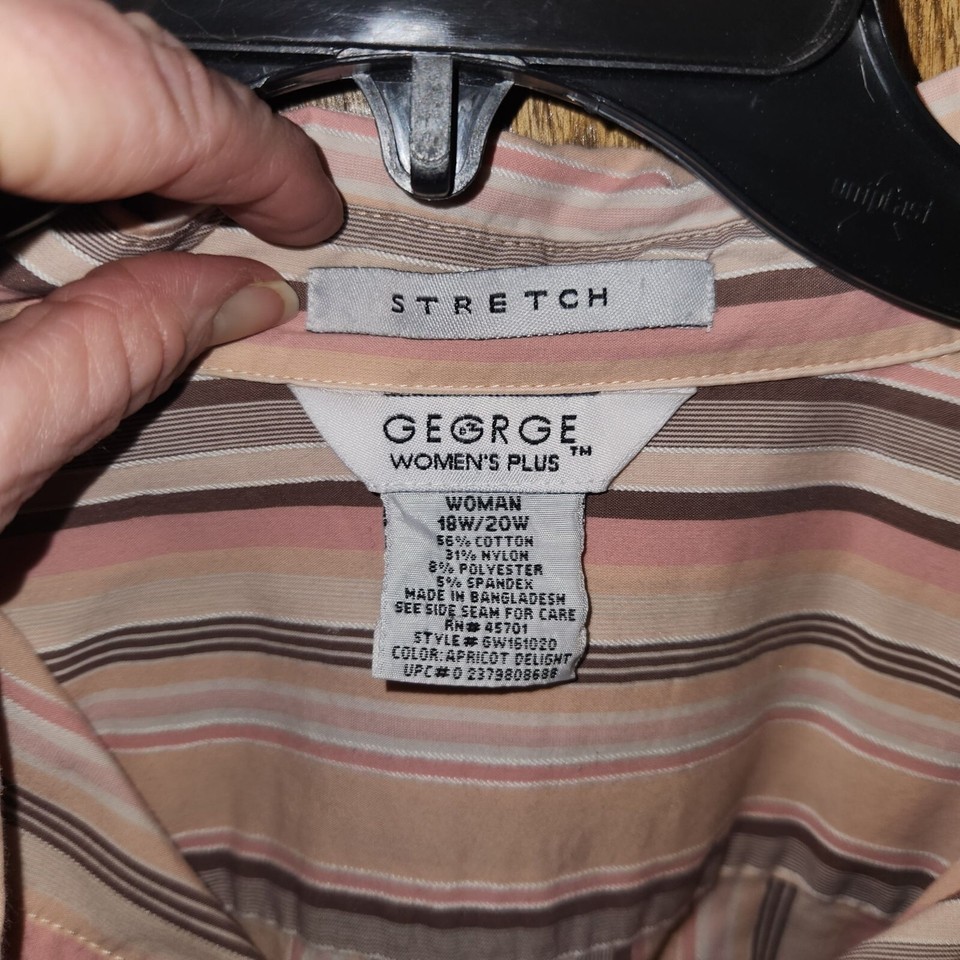 STRETCH
GEORGE
WOMEN'S PLUS™
WOMAN
18W/20W
56% COTTON
31% NYLON
8% POLYESTER
5% SPANDEX
MADE IN BANGLADESH
SEE SIDE SEAM FOR CARE
RN# 45701
STYLE# GW161020
COLOR: APRICOT DELIGHT
UPC# 0 2379808688